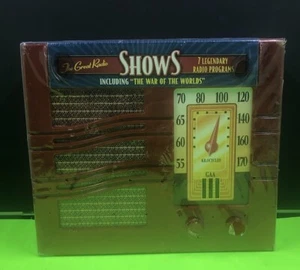 The Great Radio
SHOWS
7 LEGENDARY
RADIO PROGRAMS
INCLUDING "THE WAR OF THE WORLDS"
70 80 100 120
65 140
60 160
55 170